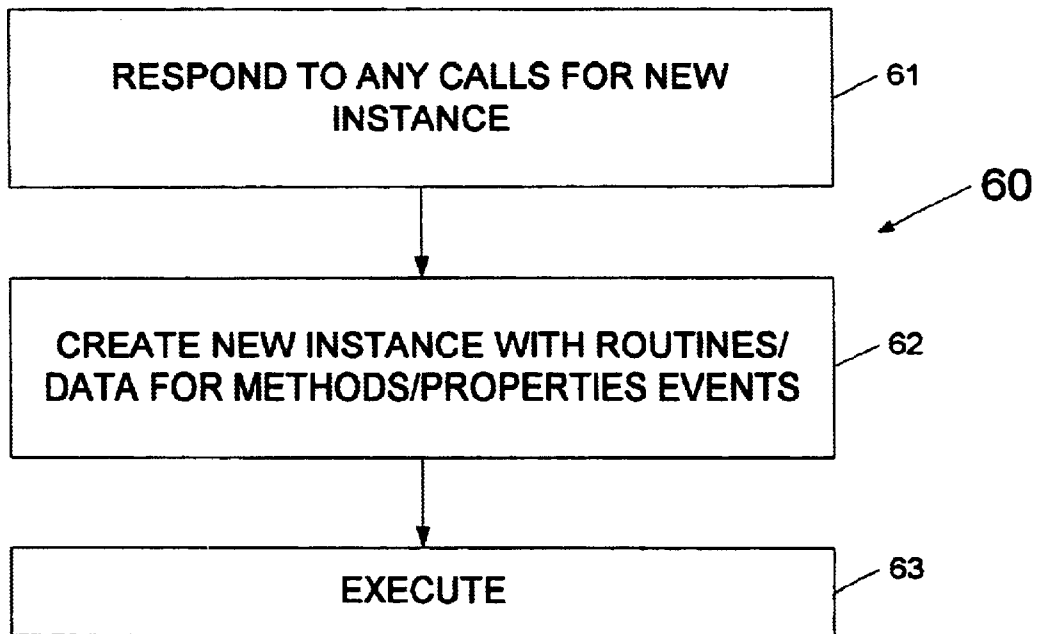 RESPOND TO ANY CALLS FOR NEW
INSTANCE
61
60
CREATE NEW INSTANCE WITH ROUTINES/
DATA FOR METHODS/PROPERTIES EVENTS
62
EXECUTE
63